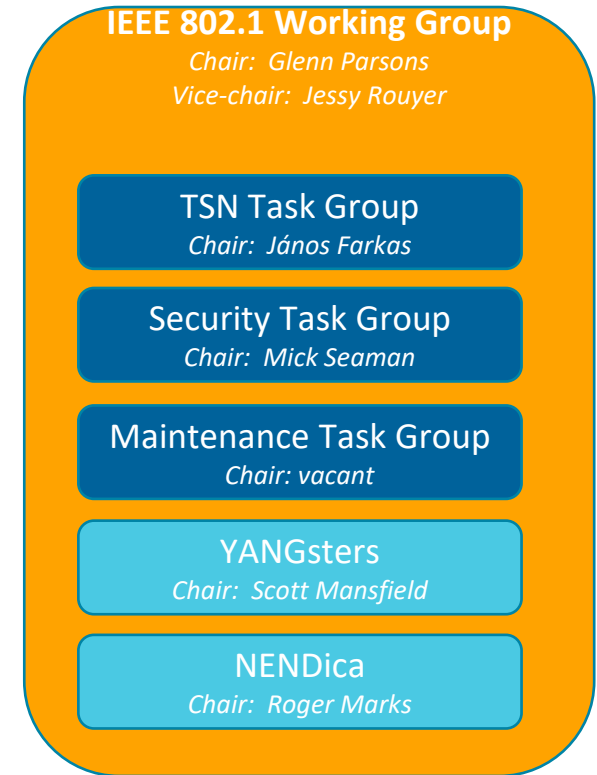 IEEE 802.1 Working Group
Chair:  Glenn Parsons
Vice-chair:  Jessy Rouyer
TSN Task Group
Chair:  János Farkas
Security Task Group
Chair:  Mick Seaman
Maintenance Task Group
Chair: vacant
YANGsters
Chair:  Scott Mansfield
NENDica
Chair:  Roger Marks